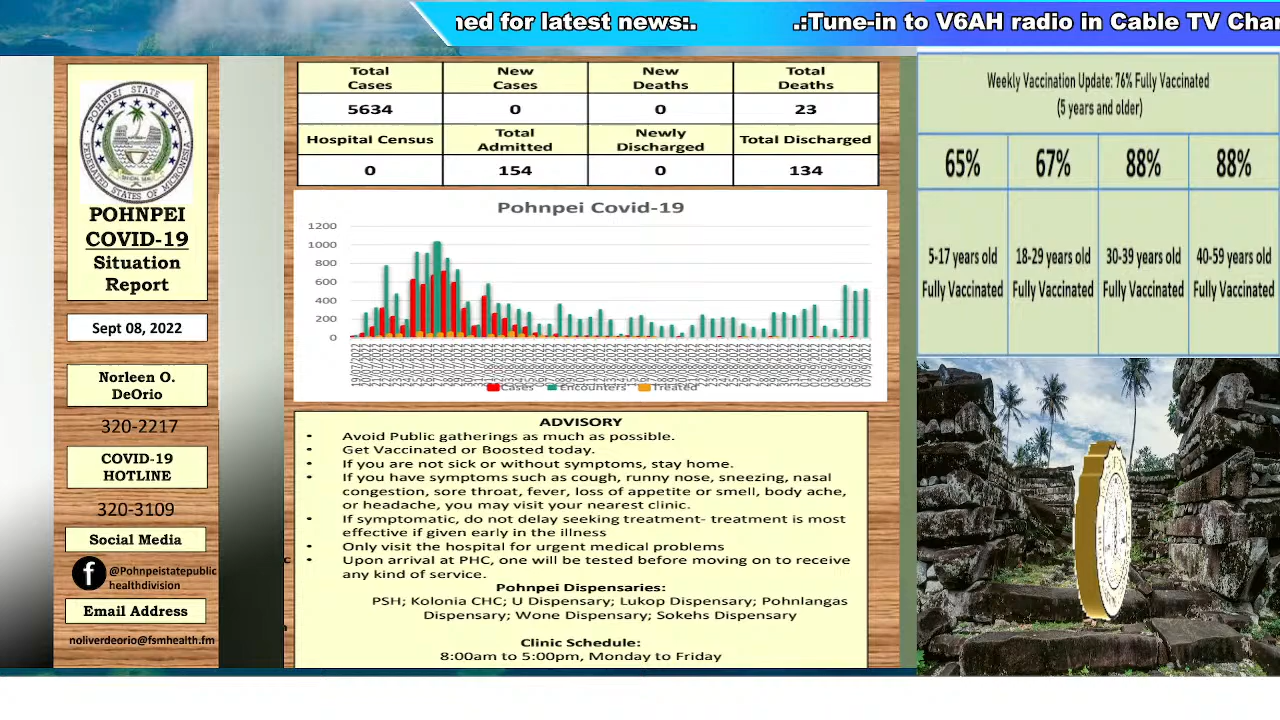 ned for latest news:.
.:Tune-in to V6AH radio in Cable TV Chan
POHNPEI STATE SEAL
FEDERATED STATES OF MICRONESIA
POHNPEI
COVID-19
Situation
Report
Sept 08, 2022
Norleen O.
DeOrio
320-2217
COVID-19
HOTLINE
320-3109
Social Media
@Pohnpeistatepublic
healthdivision
Email Address
noliverdeorio@fsmhealth.fm
Total Cases
New Cases
New Deaths
Total Deaths
5634
0
0
23
Hospital Census
Total Admitted
Newly Discharged
Total Discharged
0
154
0
134
Pohnpei Covid-19
1200
1000
800
600
400
200
0
Cases
Encounters
Treated
ADVISORY
• Avoid Public gatherings as much as possible.
• Get Vaccinated or Boosted today.
• If you are not sick or without symptoms, stay home.
• If you have symptoms such as cough, runny nose, sneezing, nasal
congestion, sore throat, fever, loss of appetite or smell, body ache,
or headache, you may visit your nearest clinic.
• If symptomatic, do not delay seeking treatment- treatment is most
effective if given early in the illness
• Only visit the hospital for urgent medical problems
• Upon arrival at PHC, one will be tested before moving on to receive
any kind of service.
Pohnpei Dispensaries:
PSH; Kolonia CHC; U Dispensary; Lukop Dispensary; Pohnlangas
Dispensary; Wone Dispensary; Sokehs Dispensary
Clinic Schedule:
8:00am to 5:00pm, Monday to Friday
Weekly Vaccination Update: 76% Fully Vaccinated
(5 years and older)
65%
67%
88%
88%
5-17 years old
Fully Vaccinated
18-29 years old
Fully Vaccinated
30-39 years old
Fully Vaccinated
40-59 years old
Fully Vaccinated